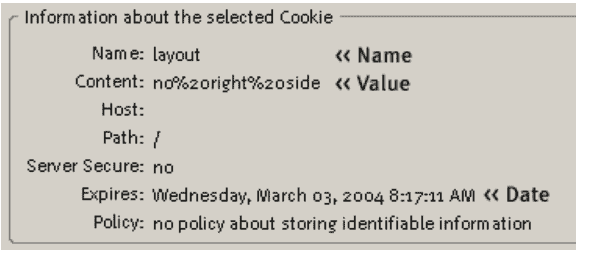 Information about the selected Cookie
Name: layout << Name
Content: no%20right%20side << Value
Host:
Path: /
Server Secure: no
Expires: Wednesday, March 03, 2004 8:17:11 AM << Date
Policy: no policy about storing identifiable information